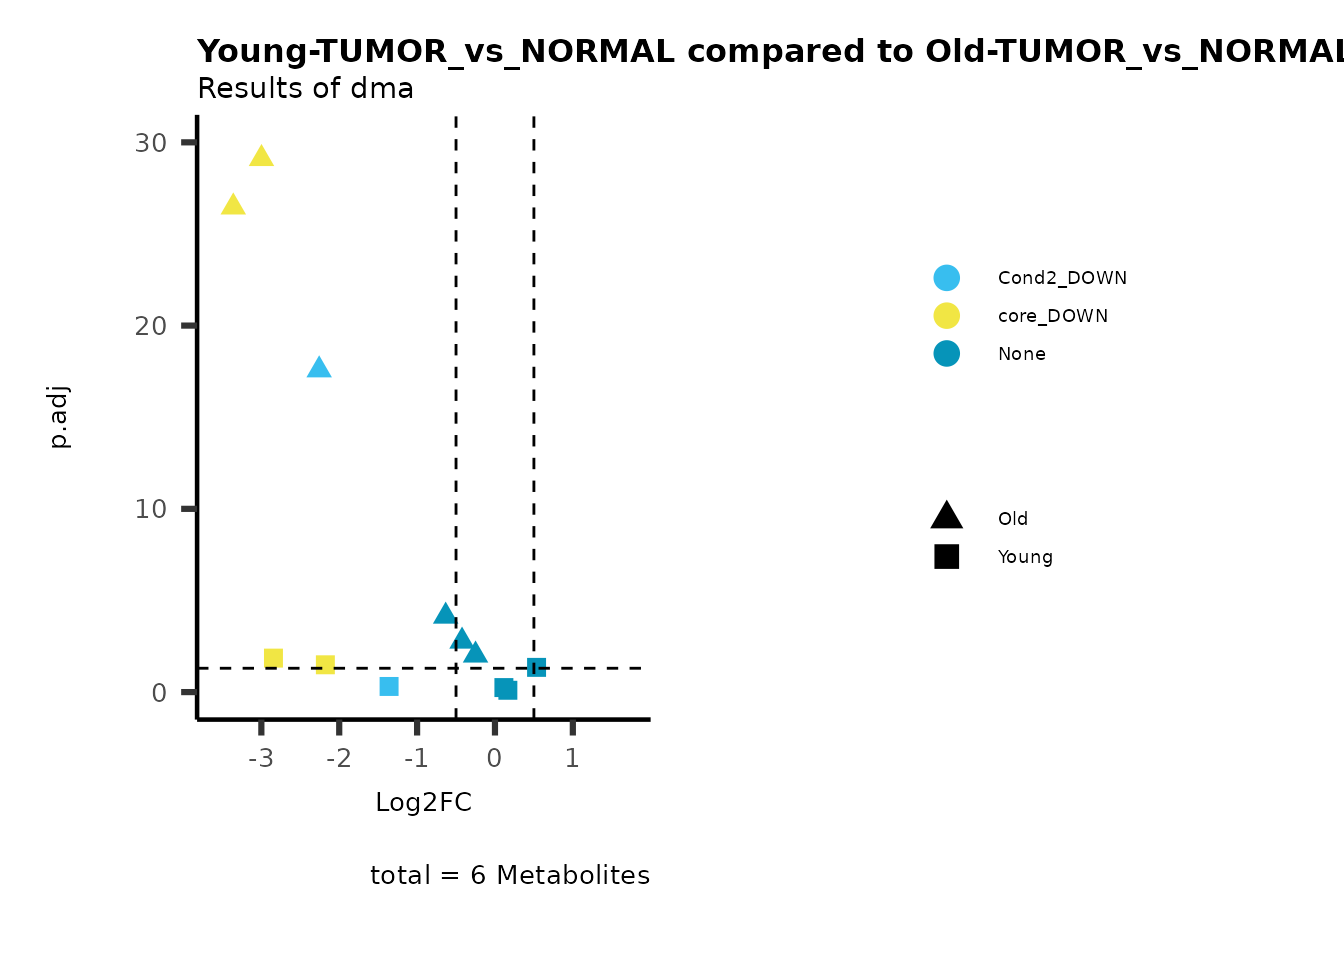 Young-TUMOR_vs_NORMAL compared to Old-TUMOR_vs_NORMAL
Results of dma
30
20
10
0
p.adj
-3
-2
-1
0
1
Log2FC
total = 6 Metabolites
Cond2_DOWN
core_DOWN
None
Old
Young